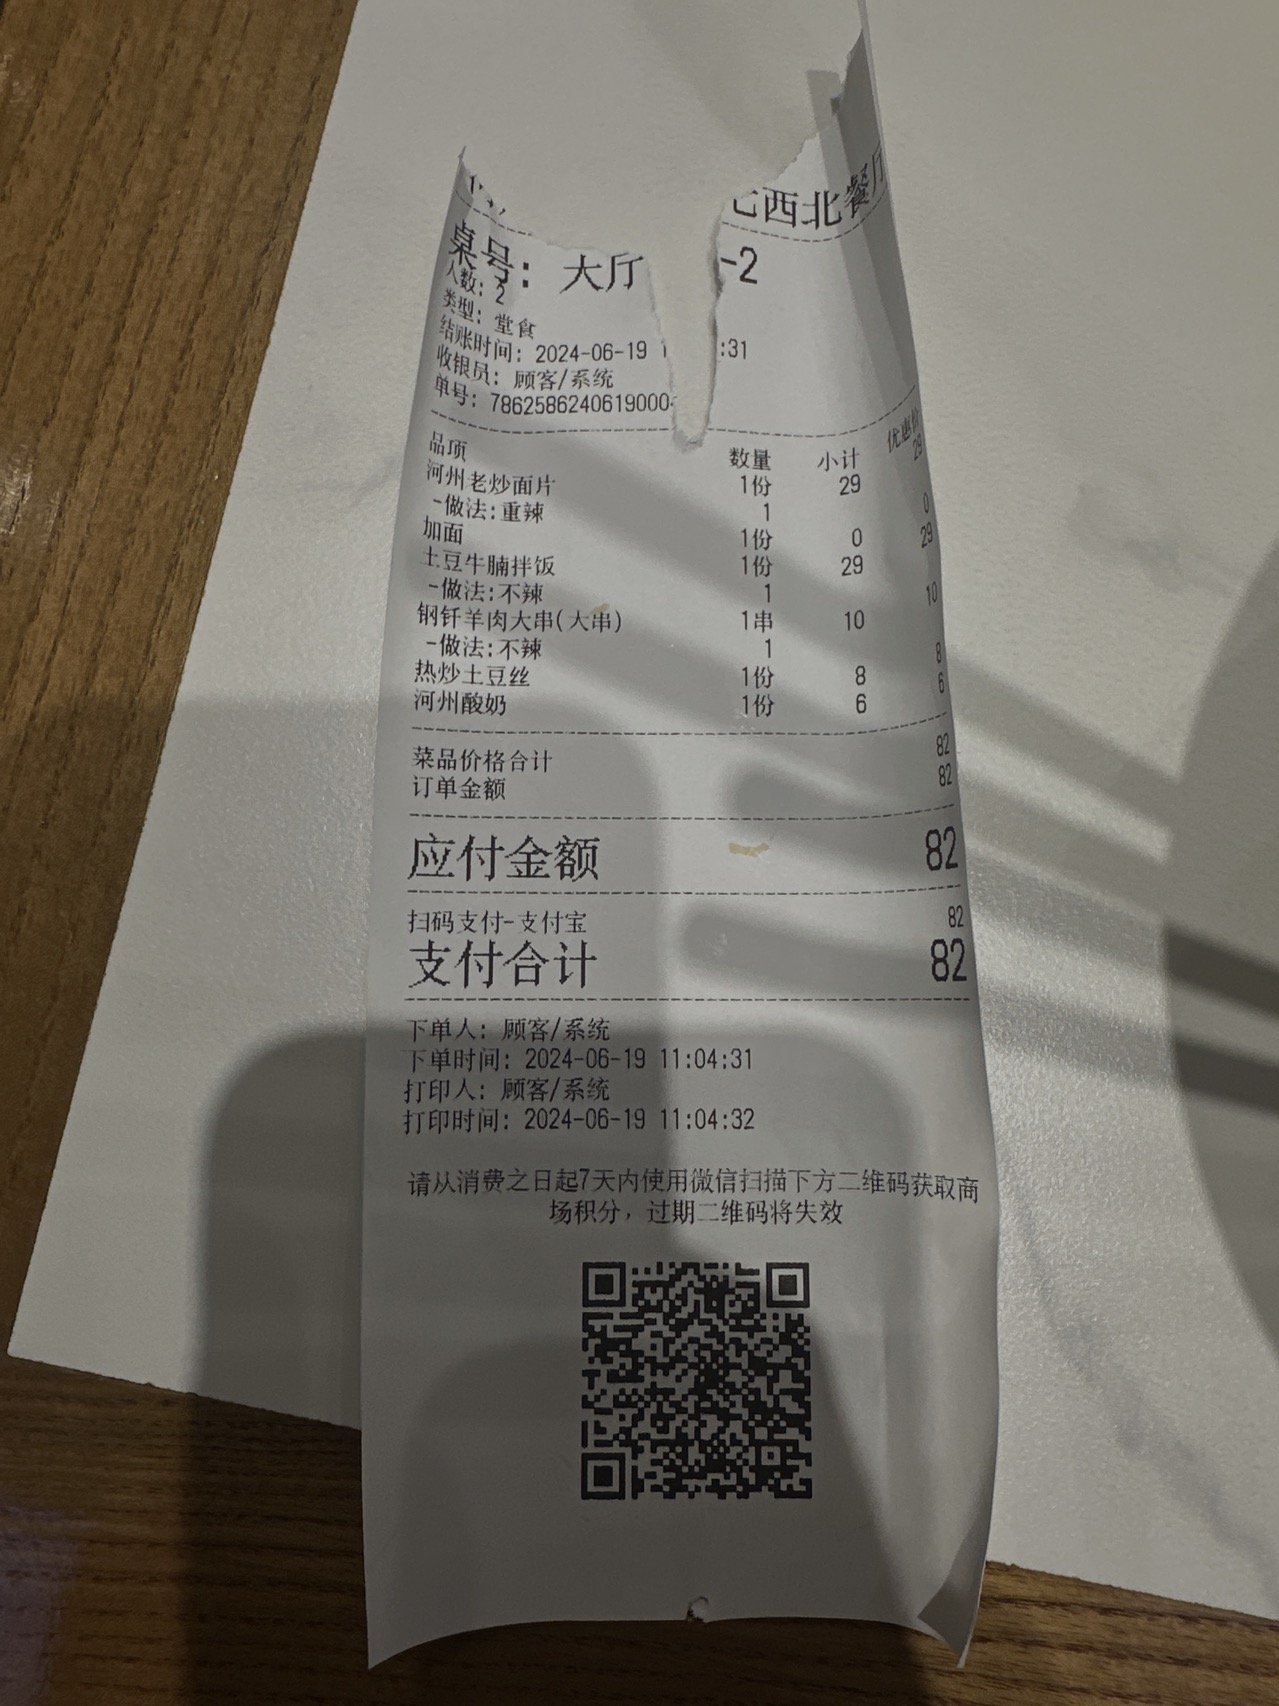 西北餐厅
桌号: 大厅 -2
人数: 2
类型: 堂食
结账时间: 2024-06-19 1 :31
收银员: 顾客/系统
单号: 7862586240619000
品项 数量 小计 优惠价
河州老炒面片 1份 29 29
-做法:重辣 1
加面 1份 0 0
土豆牛腩拌饭 1份 29 29
-做法:不辣 1
钢钎羊肉大串(大串) 1串 10 10
-做法:不辣 1
热炒土豆丝 1份 8 8
河州酸奶 1份 6 6
菜品价格合计 82
订单金额 82
应付金额 82
扫码支付-支付宝 82
支付合计 82
下单人: 顾客/系统
下单时间: 2024-06-19 11:04:31
打印人: 顾客/系统
打印时间: 2024-06-19 11:04:32
请从消费之日起7天内使用微信扫描下方二维码获取商
场积分，过期二维码将失效